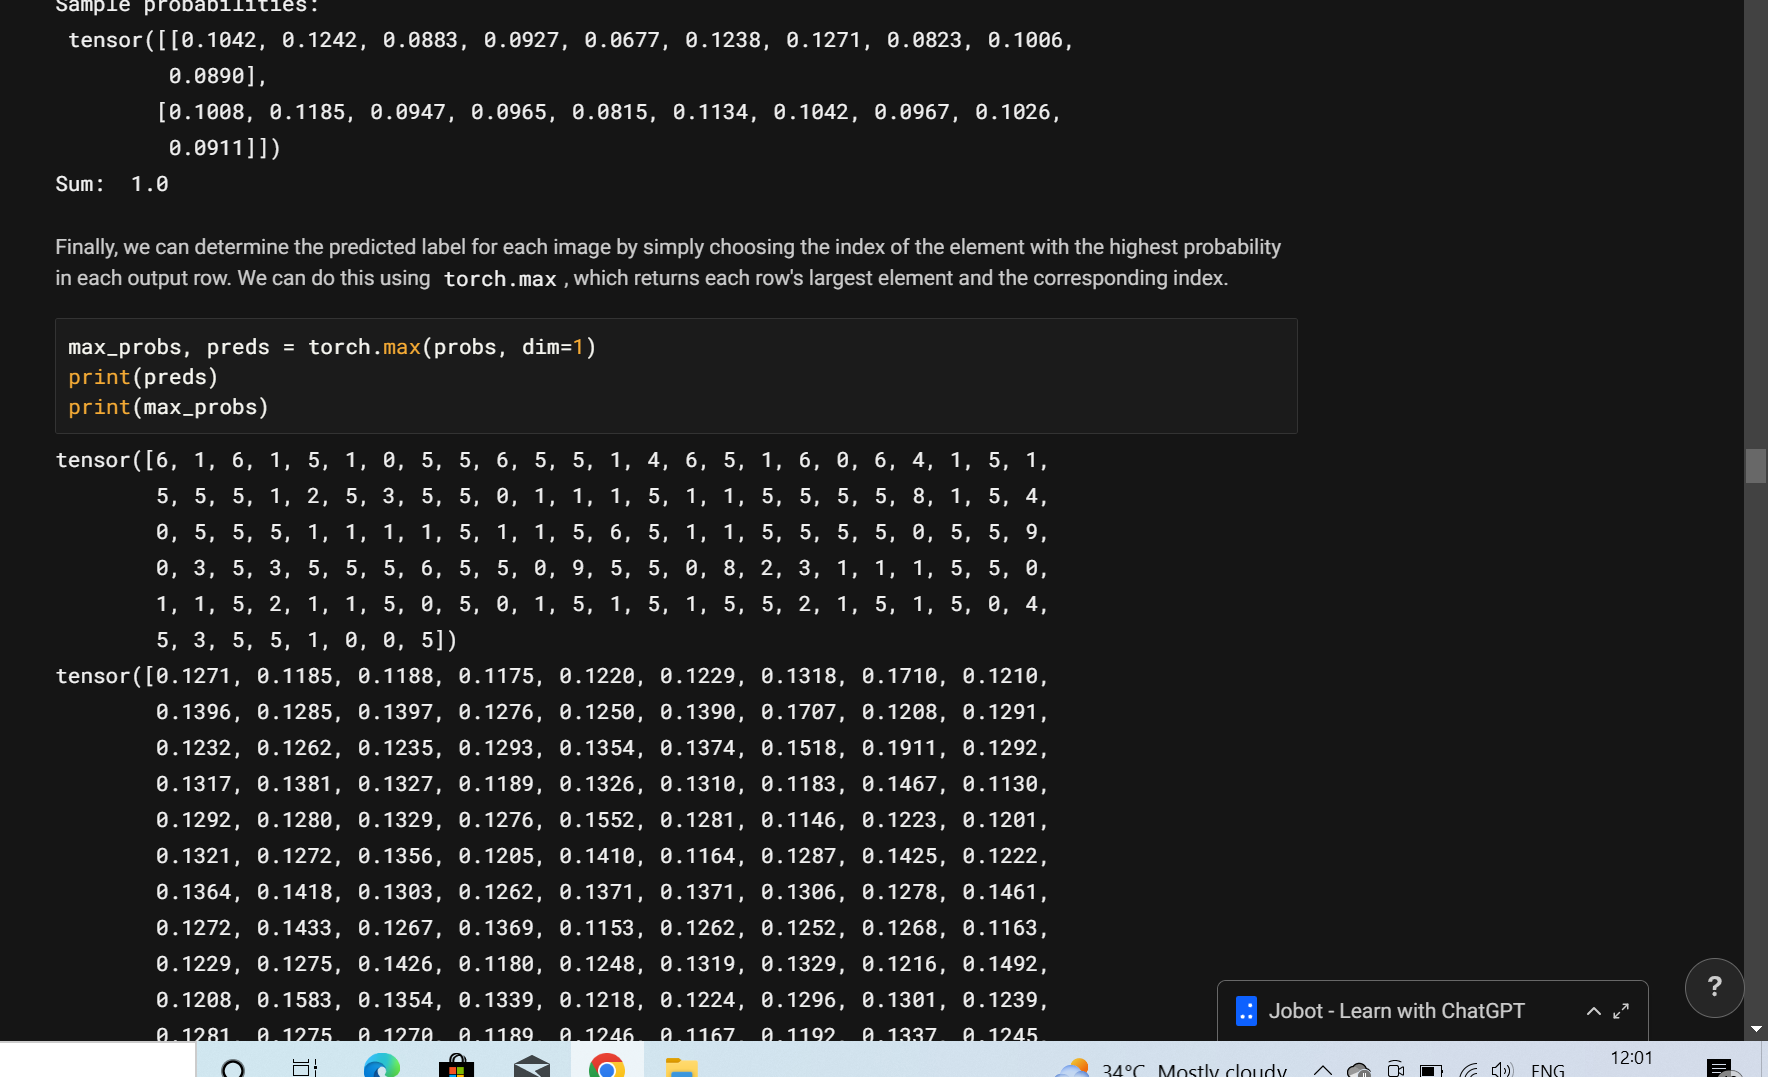 Sample probabilities:
tensor([[0.1042, 0.1242, 0.0883, 0.0927, 0.0677, 0.1238, 0.1271, 0.0823, 0.1006,
0.0890],
[0.1008, 0.1185, 0.0947, 0.0965, 0.0815, 0.1134, 0.1042, 0.0967, 0.1026,
0.0911]])
Sum:  1.0
Finally, we can determine the predicted label for each image by simply choosing the index of the element with the highest probability
in each output row. We can do this using torch.max , which returns each row's largest element and the corresponding index.
max_probs, preds = torch.max(probs, dim=1)
print(preds)
print(max_probs)
tensor([6, 1, 6, 1, 5, 1, 0, 5, 5, 6, 5, 5, 1, 4, 6, 5, 1, 6, 0, 6, 4, 1, 5, 1,
5, 5, 5, 1, 2, 5, 3, 5, 5, 0, 1, 1, 1, 5, 1, 1, 5, 5, 5, 5, 8, 1, 5, 4,
0, 5, 5, 5, 1, 1, 1, 1, 5, 1, 1, 5, 6, 5, 1, 1, 5, 5, 5, 5, 0, 5, 5, 9,
0, 3, 5, 3, 5, 5, 5, 6, 5, 5, 0, 9, 5, 5, 0, 8, 2, 3, 1, 1, 1, 5, 5, 0,
1, 1, 5, 2, 1, 1, 5, 0, 5, 0, 1, 5, 1, 5, 1, 5, 5, 2, 1, 5, 1, 5, 0, 4,
5, 3, 5, 5, 1, 0, 0, 5])
tensor([0.1271, 0.1185, 0.1188, 0.1175, 0.1220, 0.1229, 0.1318, 0.1710, 0.1210,
0.1396, 0.1285, 0.1397, 0.1276, 0.1250, 0.1390, 0.1707, 0.1208, 0.1291,
0.1232, 0.1262, 0.1235, 0.1293, 0.1354, 0.1374, 0.1518, 0.1911, 0.1292,
0.1317, 0.1381, 0.1327, 0.1189, 0.1326, 0.1310, 0.1183, 0.1467, 0.1130,
0.1292, 0.1280, 0.1329, 0.1276, 0.1552, 0.1281, 0.1146, 0.1223, 0.1201,
0.1321, 0.1272, 0.1356, 0.1205, 0.1410, 0.1164, 0.1287, 0.1425, 0.1222,
0.1364, 0.1418, 0.1303, 0.1262, 0.1371, 0.1371, 0.1306, 0.1278, 0.1461,
0.1272, 0.1433, 0.1267, 0.1369, 0.1153, 0.1262, 0.1252, 0.1268, 0.1163,
0.1229, 0.1275, 0.1426, 0.1180, 0.1248, 0.1319, 0.1329, 0.1216, 0.1492,
0.1208, 0.1583, 0.1354, 0.1339, 0.1218, 0.1224, 0.1296, 0.1301, 0.1239,
0.1281, 0.1275, 0.1270, 0.1189, 0.1246, 0.1167, 0.1192, 0.1337, 0.1245,
?
Jobot - Learn with ChatGPT
34°C Mostly cloudy
ENG
12:01